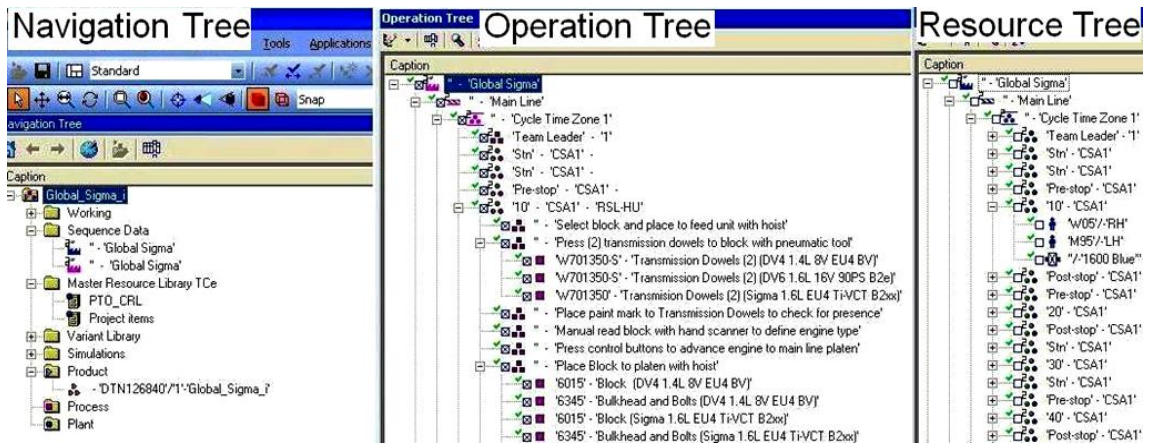 Navigation Tree
Tools Applications
Standard
Snap
avigation Tree
Caption
Global_Sigma_i
Working
Sequence Data
'' - 'Global Sigma'
'' - 'Global Sigma'
Master Resource Library TCe
PTO_CRL
Project items
Variant Library
Simulations
Product
- 'DTN126840'/'1'-'Global_Sigma_i'
Process
Plant
Operation Tree
Operation Tree
Caption
'' - 'Global Sigma'
'' - 'Main Line'
'' - 'Cycle Time Zone 1'
'Team Leader' - '1'
'Stn' - 'CSA1' -
'Stn' - 'CSA1' -
'Pre-stop' - 'CSA1' -
'10' - 'CSA1' - 'RSL-HU'
'' - 'Select block and place to feed unit with hoist'
'' - 'Press (2) transmission dowels to block with pneumatic tool'
'W701350-S' - 'Transmission Dowels (2) (DV4 1.4L 8V EU4 BV)'
'W701350-S' - 'Transmission Dowels (2) (DV6 1.6L 16V 90PS B2e)'
'W701350' - 'Transmision Dowels (2) (Sigma 1.6L EU4 Ti-VCT B2xx)'
'' - 'Place paint mark to Transmission Dowels to check for presence'
'' - 'Manual read block with hand scanner to define engine type'
'' - 'Press control buttons to advance engine to main line platen'
'' - 'Place Block to platen with hoist'
'6015' - 'Block (DV4 1.4L 8V EU4 BV)'
'6345' - 'Bulkhead and Bolts (DV4 1.4L 8V EU4 BV)'
'6015' - 'Block (Sigma 1.6L EU4 Ti-VCT B2xx)'
'6345' - 'Bulkhead and Bolts (Sigma 1.6L EU4 Ti-VCT B2xx)'
Resource Tree
Caption
'' - 'Global Sigma'
'' - 'Main Line'
'' - 'Cycle Time Zone 1'
'Team Leader' - '1'
'Stn' - 'CSA1'
'Stn' - 'CSA1'
'Pre-stop' - 'CSA1'
'10' - 'CSA1'
'W05'/-'RH'
'M95'/-'LH'
''/-'1600 Blue''
'Post-stop' - 'CSA1'
'Pre-stop' - 'CSA1'
'20' - 'CSA1'
'Post-stop' - 'CSA1'
'Stn' - 'CSA1'
'30' - 'CSA1'
'Stn' - 'CSA1'
'Pre-stop' - 'CSA1'
'40' - 'CSA1'
'Post-stop' - 'CSA1'